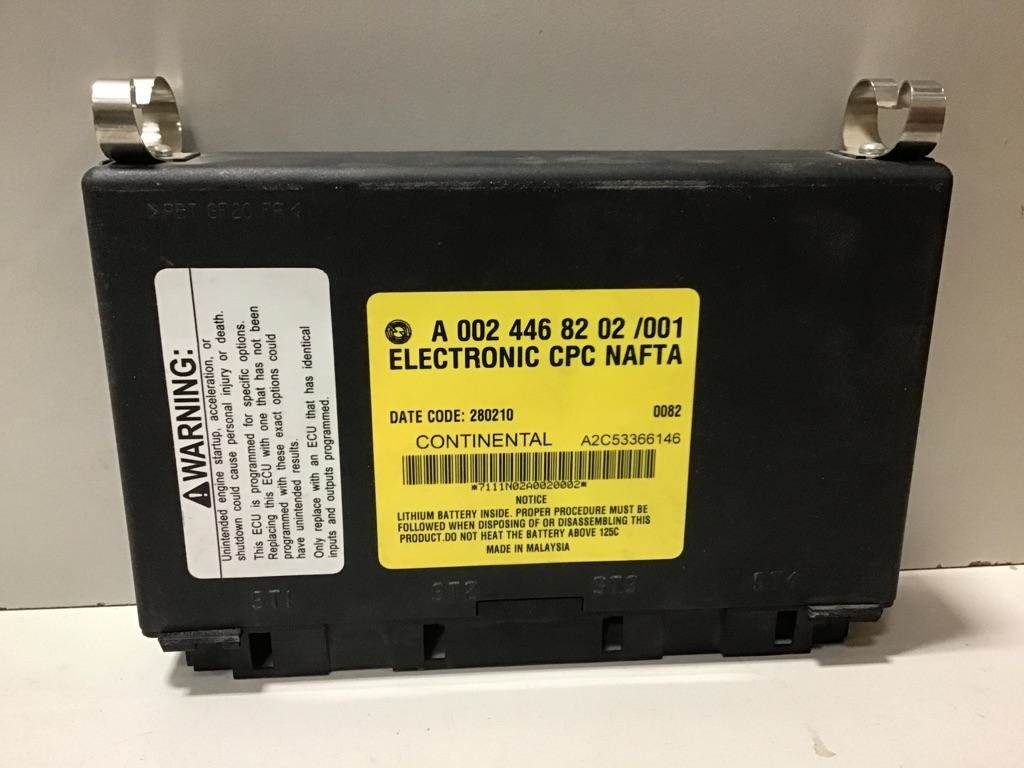 >PBT GF20 FR<
⚠WARNING:
Unintended engine startup, acceleration, or
shutdown could cause personal injury or death.
This ECU is programmed for specific options.
Replacing this ECU with one that has not been
programmed with these exact options could
have unintended results.
Only replace with an ECU that has identical
inputs and outputs programmed.
A 002 446 82 02 /001
ELECTRONIC CPC NAFTA
DATE CODE: 280210 0082
CONTINENTAL A2C53366146
*7111N02A0020002*
NOTICE
LITHIUM BATTERY INSIDE. PROPER PROCEDURE MUST BE
FOLLOWED WHEN DISPOSING OF OR DISASSEMBLING THIS
PRODUCT.DO NOT HEAT THE BATTERY ABOVE 125C
MADE IN MALAYSIA
ST1 ST2 ST3 ST4